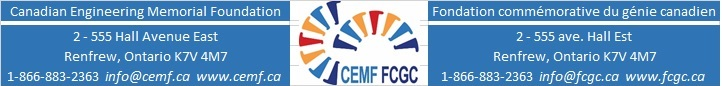 Canadian Engineering Memorial Foundation
2 - 555 Hall Avenue East
Renfrew, Ontario K7V 4M7
1-866-883-2363 info@cemf.ca www.cemf.ca
CEMF FCGC
Fondation commémorative du génie canadien
2 - 555 ave. Hall Est
Renfrew, Ontario K7V 4M7
1-866-883-2363 info@fcgc.ca www.fcgc.ca